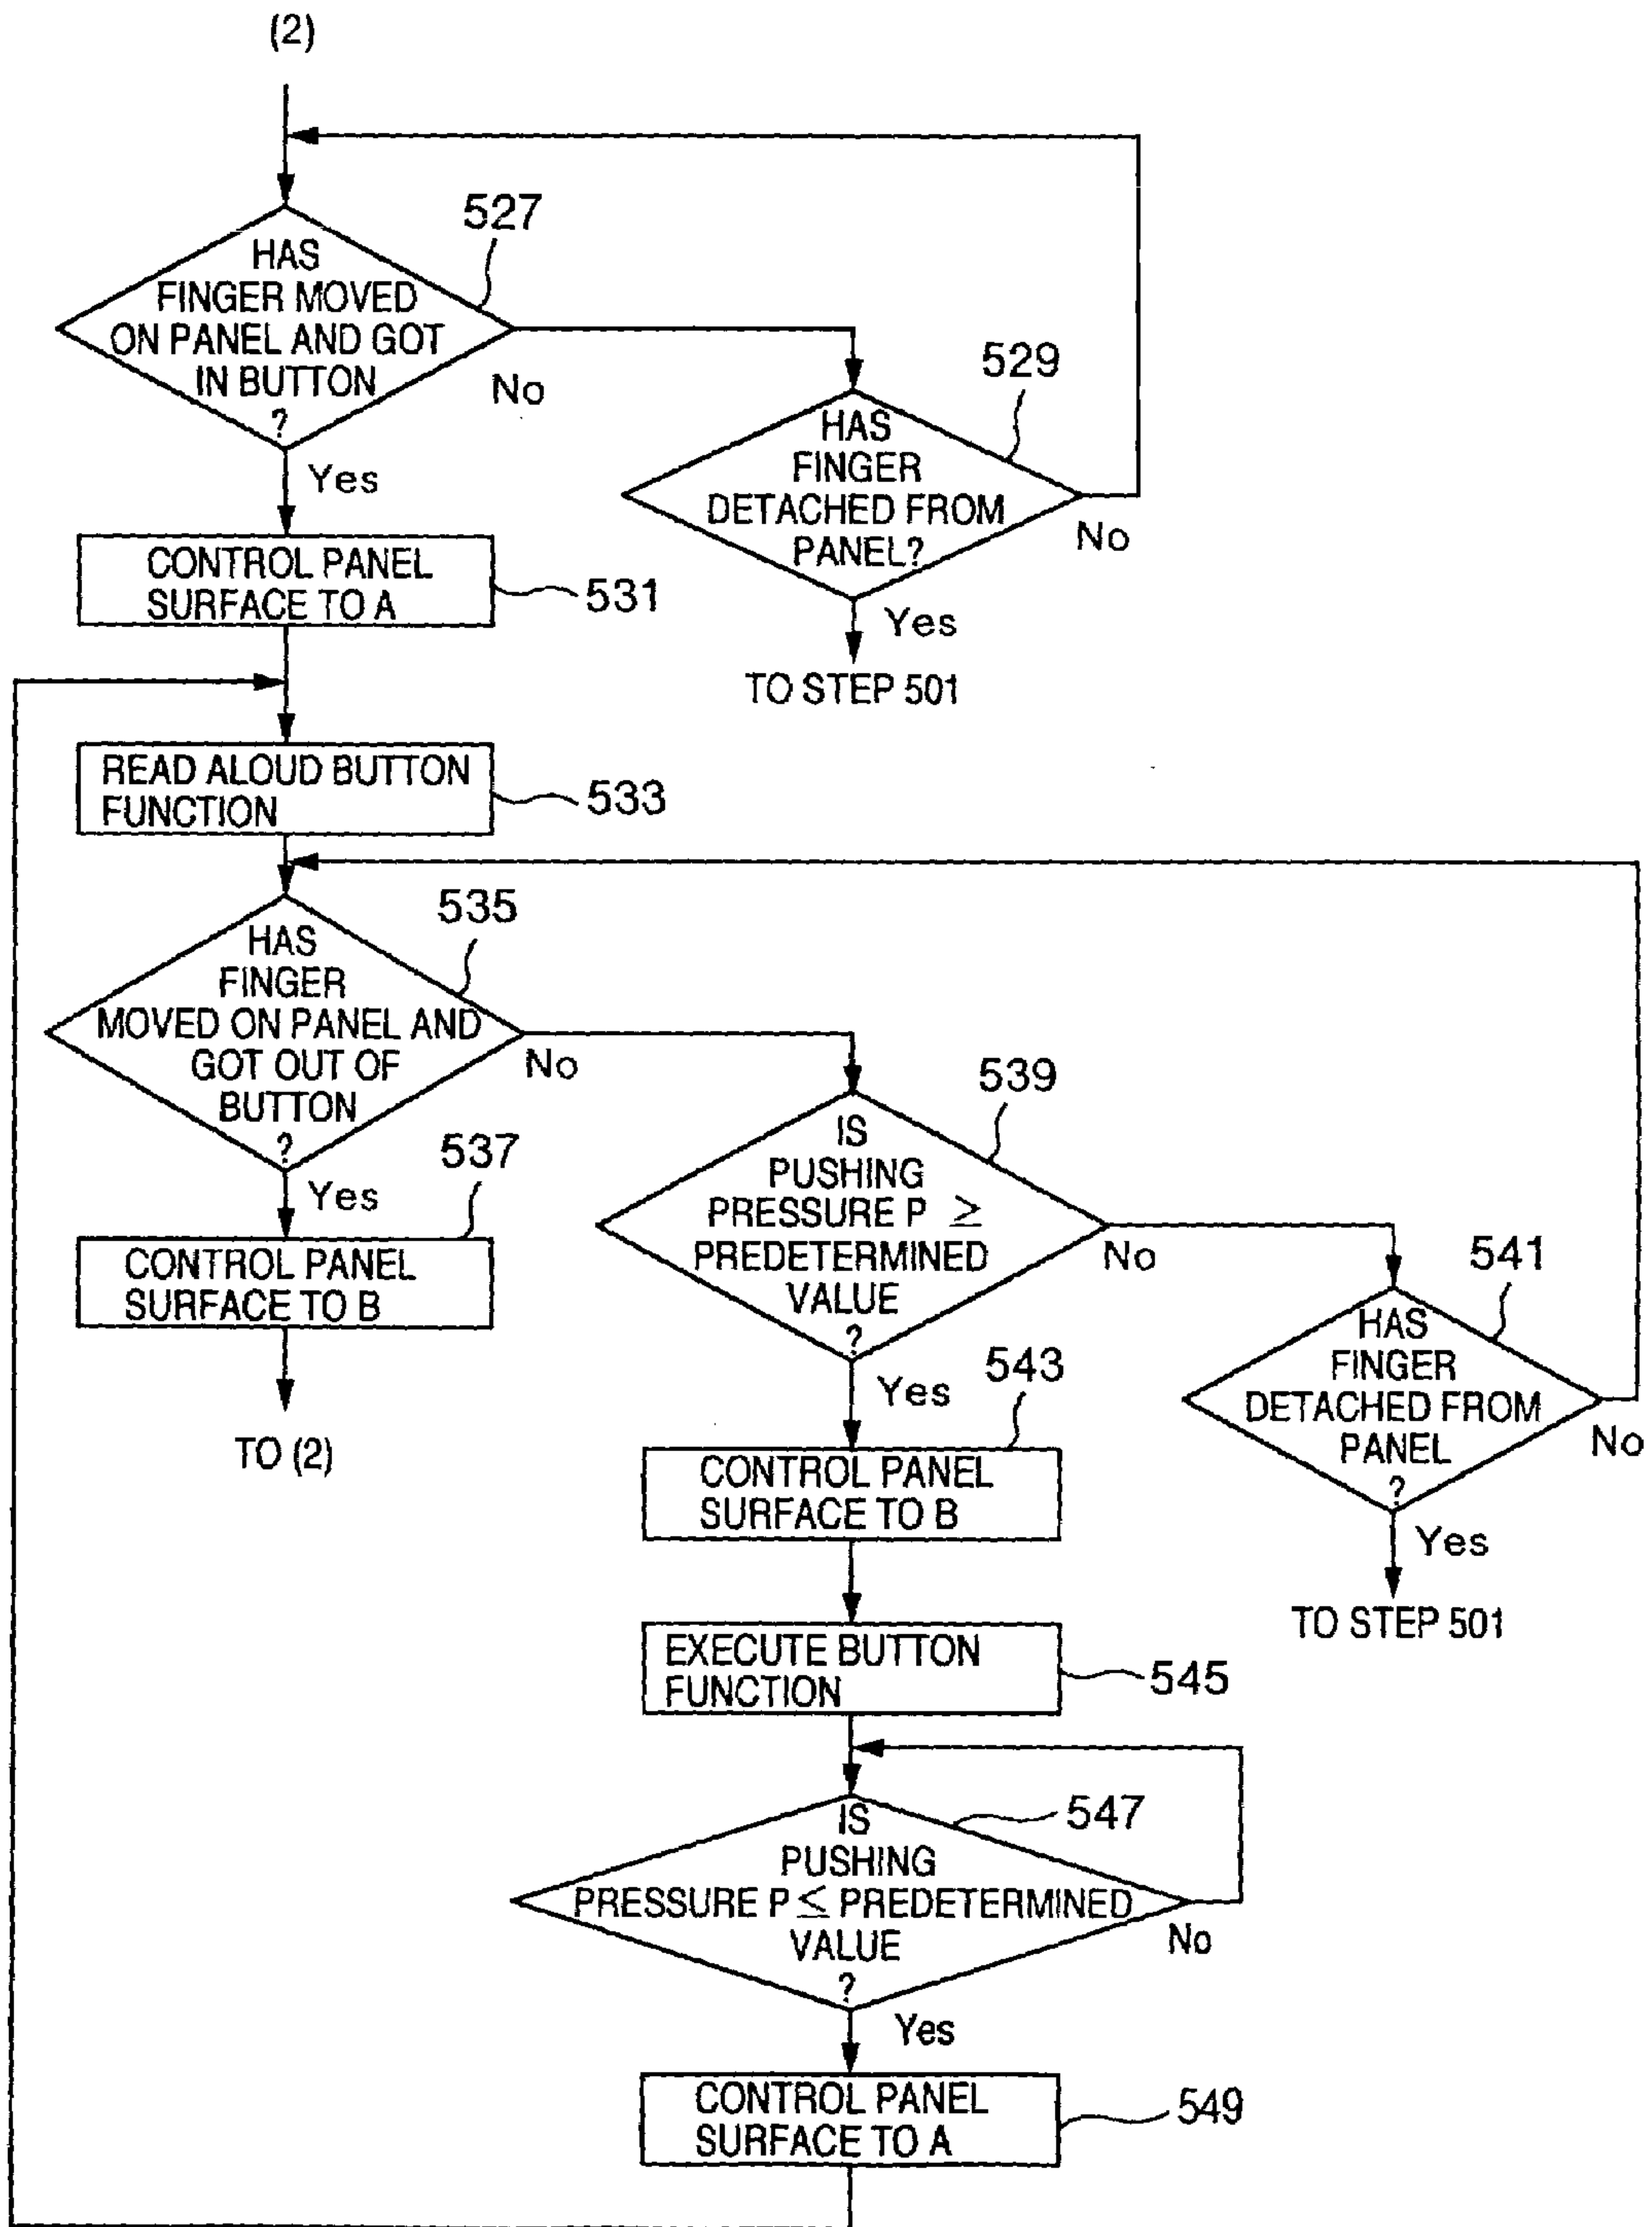 (2)
527
HAS
FINGER MOVED
ON PANEL AND GOT
IN BUTTON
?
No
Yes
529
HAS
FINGER
DETACHED FROM
PANEL?
No
Yes
TO STEP 501
CONTROL PANEL
SURFACE TO A
531
READ ALOUD BUTTON
FUNCTION
533
535
HAS
FINGER
MOVED ON PANEL AND
GOT OUT OF
BUTTON
?
No
Yes
537
CONTROL PANEL
SURFACE TO B
TO (2)
539
IS
PUSHING
PRESSURE P ≥
PREDETERMINED
VALUE
?
No
Yes
541
HAS
FINGER
DETACHED FROM
PANEL
?
No
Yes
TO STEP 501
543
CONTROL PANEL
SURFACE TO B
EXECUTE BUTTON
FUNCTION
545
547
IS
PUSHING
PRESSURE P ≤ PREDETERMINED
VALUE
?
No
Yes
CONTROL PANEL
SURFACE TO A
549